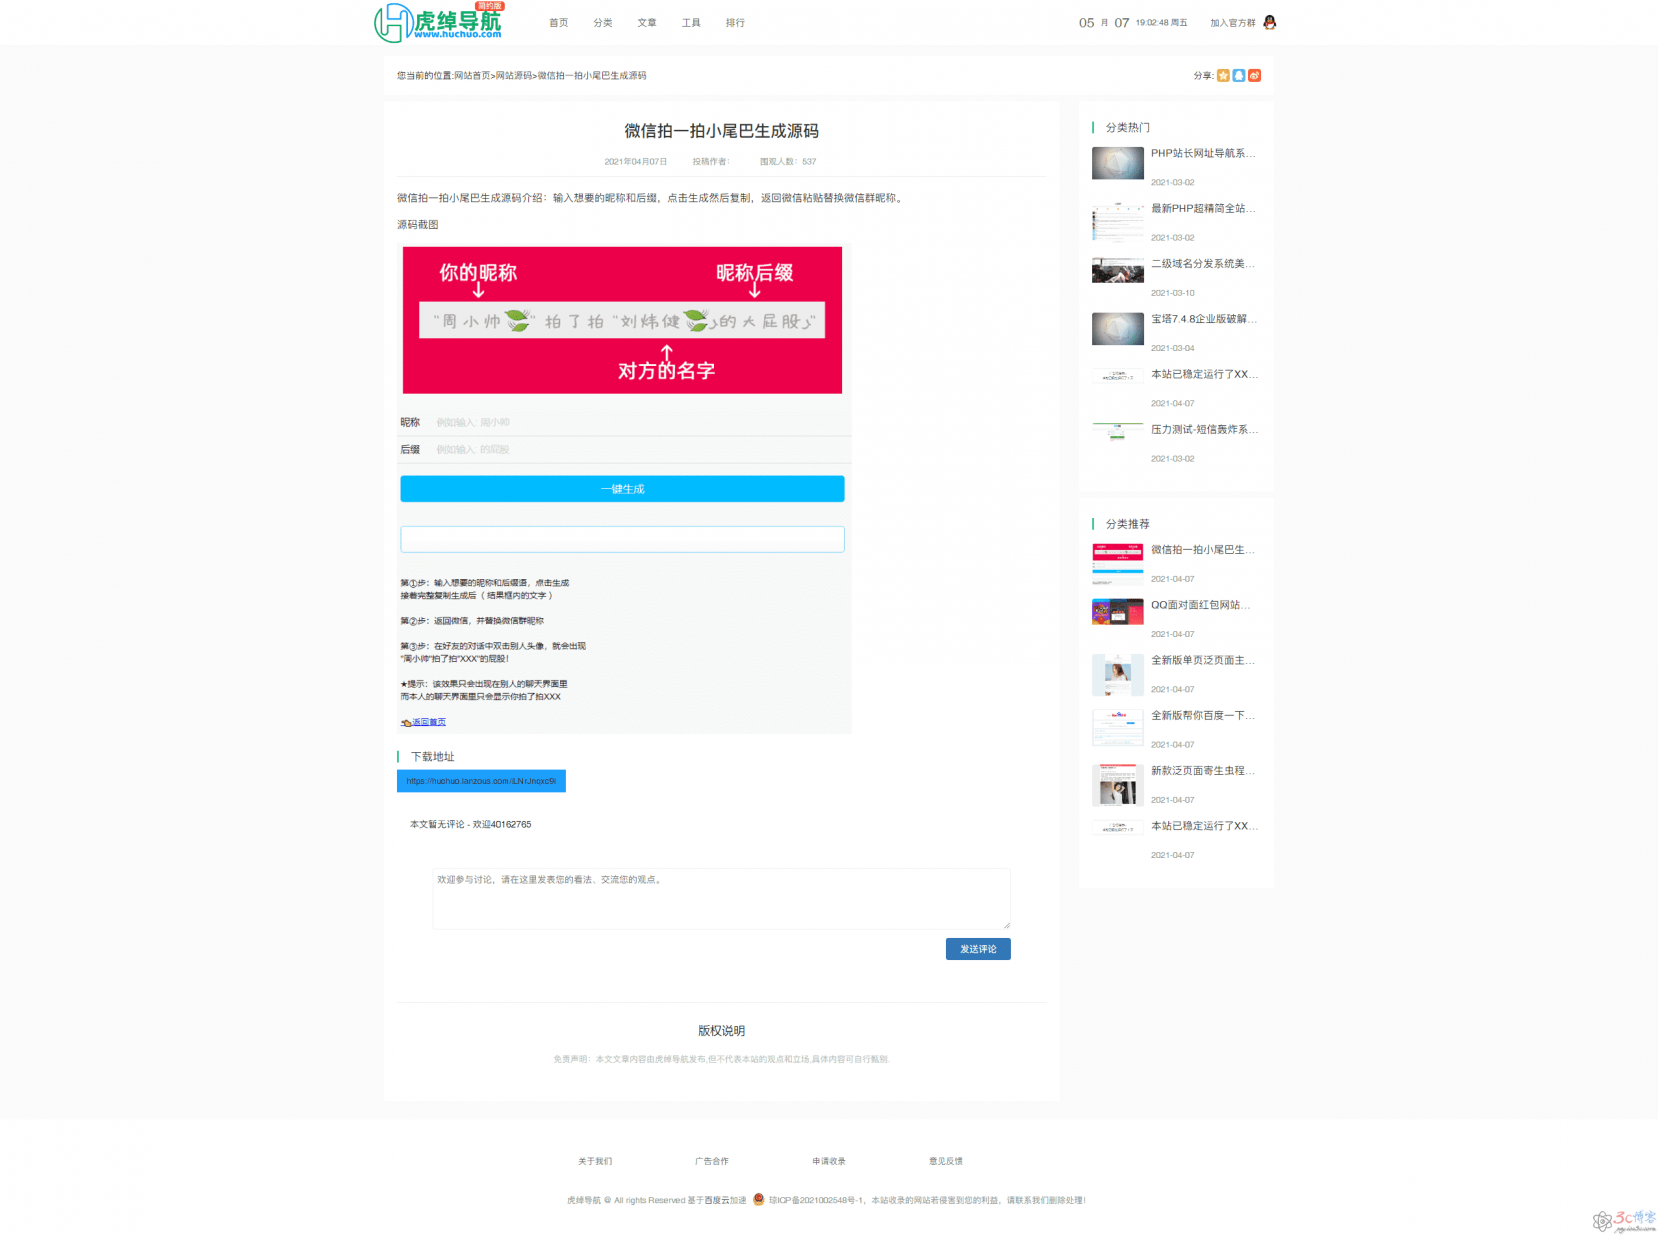 虎绰导航
简约版
www.huchuo.com
首页 分类 文章 工具 排行
05 月 07 19:02:48 周五 加入官方群
您当前的位置:网站首页>网站源码>微信拍一拍小尾巴生成源码
分享:
微信拍一拍小尾巴生成源码
2021年04月07日 投稿作者: 围观人数: 537
微信拍一拍小尾巴生成源码介绍：输入想要的昵称和后缀，点击生成然后复制，返回微信粘贴替换微信群昵称。
源码截图
你的昵称 昵称后缀
"周小帅" 拍了拍 "刘炜健 的大屁股"
对方的名字
昵称 例如输入: 周小帅
后缀 例如输入: 的屁股
一键生成
第①步：输入想要的昵称和后缀语，点击生成
接着完整复制生成后（结果框内的文字）
第②步：返回微信，并替换微信群昵称
第③步：在好友的对话中双击别人头像，就会出现
"周小帅"拍了拍"XXX"的屁股!
★提示：该效果只会出现在别人的聊天界面里
而本人的聊天界面里只会显示你拍了拍XXX
返回首页
下载地址
本文暂无评论 - 欢迎40162765
欢迎参与讨论，请在这里发表您的看法、交流您的观点。
发送评论
版权说明
免责声明：本文文章内容由虎绰导航发布,但不代表本站的观点和立场,具体内容可自行甄别.
分类热门
PHP站长网址导航系...
2021-03-02
最新PHP超精简全站...
2021-03-02
二级域名分发系统美...
2021-03-10
宝塔7.4.8企业版破解...
2021-03-04
本站已稳定运行了XX...
2021-04-07
压力测试-短信轰炸系...
2021-03-02
分类推荐
微信拍一拍小尾巴生...
2021-04-07
QQ面对面红包网站...
2021-04-07
全新版单页泛页面主...
2021-04-07
全新版帮你百度一下...
2021-04-07
新款泛页面寄生虫程...
2021-04-07
本站已稳定运行了XX...
2021-04-07
关于我们 广告合作 申请收录 意见反馈
虎绰导航 @ All rights Reserved 基于百度云加速 琼ICP备2021002548号-1，本站收录的网站若侵害到您的利益，请联系我们删除处理!
3c博客